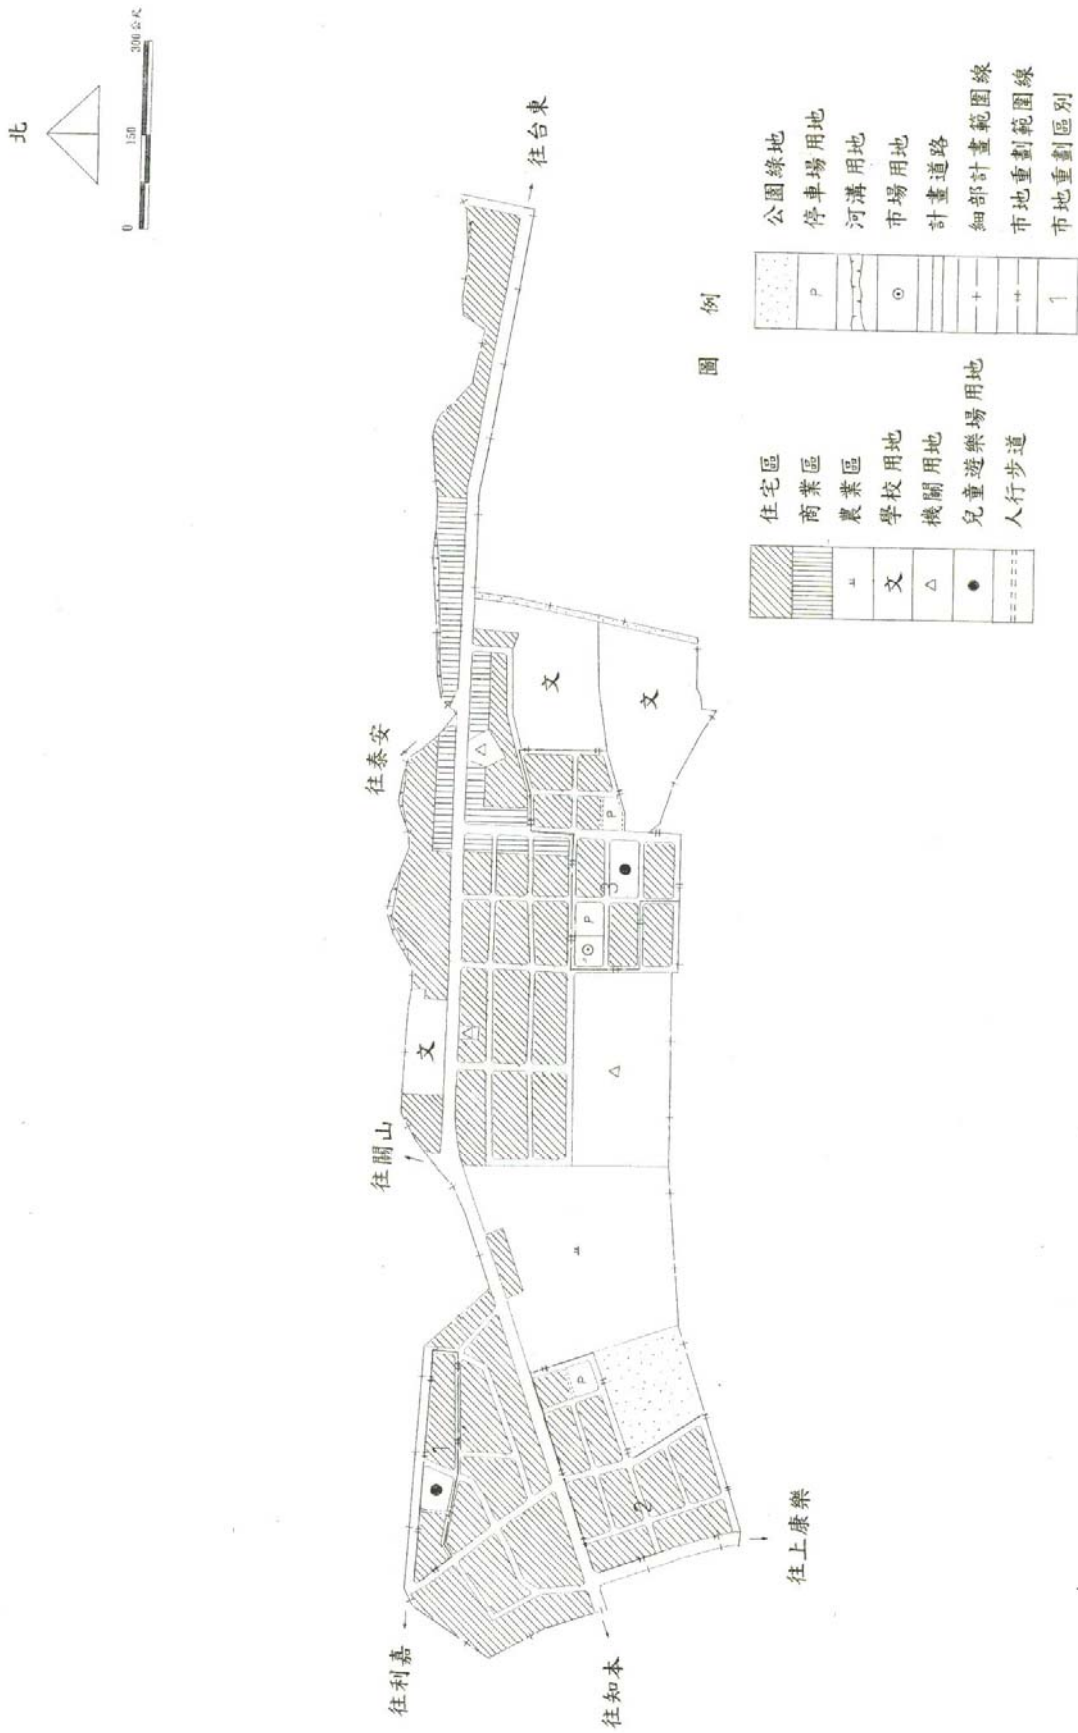 北
0 150 300公尺
往台東
往泰安
往關山
往利嘉
往知本
往上康樂
文
文
文
P
P
P
1
2
3
圖例
住宅區
商業區
農業區
文 學校用地
機關用地
兒童遊樂場用地
人行步道
公園綠地
P 停車場用地
河溝用地
市場用地
計畫道路
細部計畫範圍線
市地重劃範圍線
1 市地重劃區別